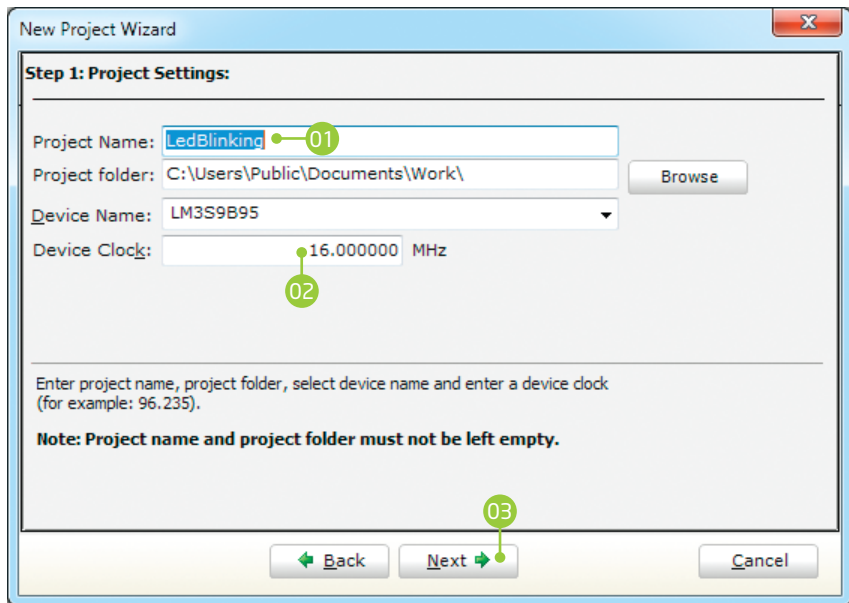 New Project Wizard
Step 1: Project Settings:
Project Name: LedBlinking 01
Project folder: C:\Users\Public\Documents\Work\ Browse
Device Name: LM3S9B95
Device Clock: 16.000000 MHz
02
Enter project name, project folder, select device name and enter a device clock
(for example: 96.235).
Note: Project name and project folder must not be left empty.
03
Back Next Cancel